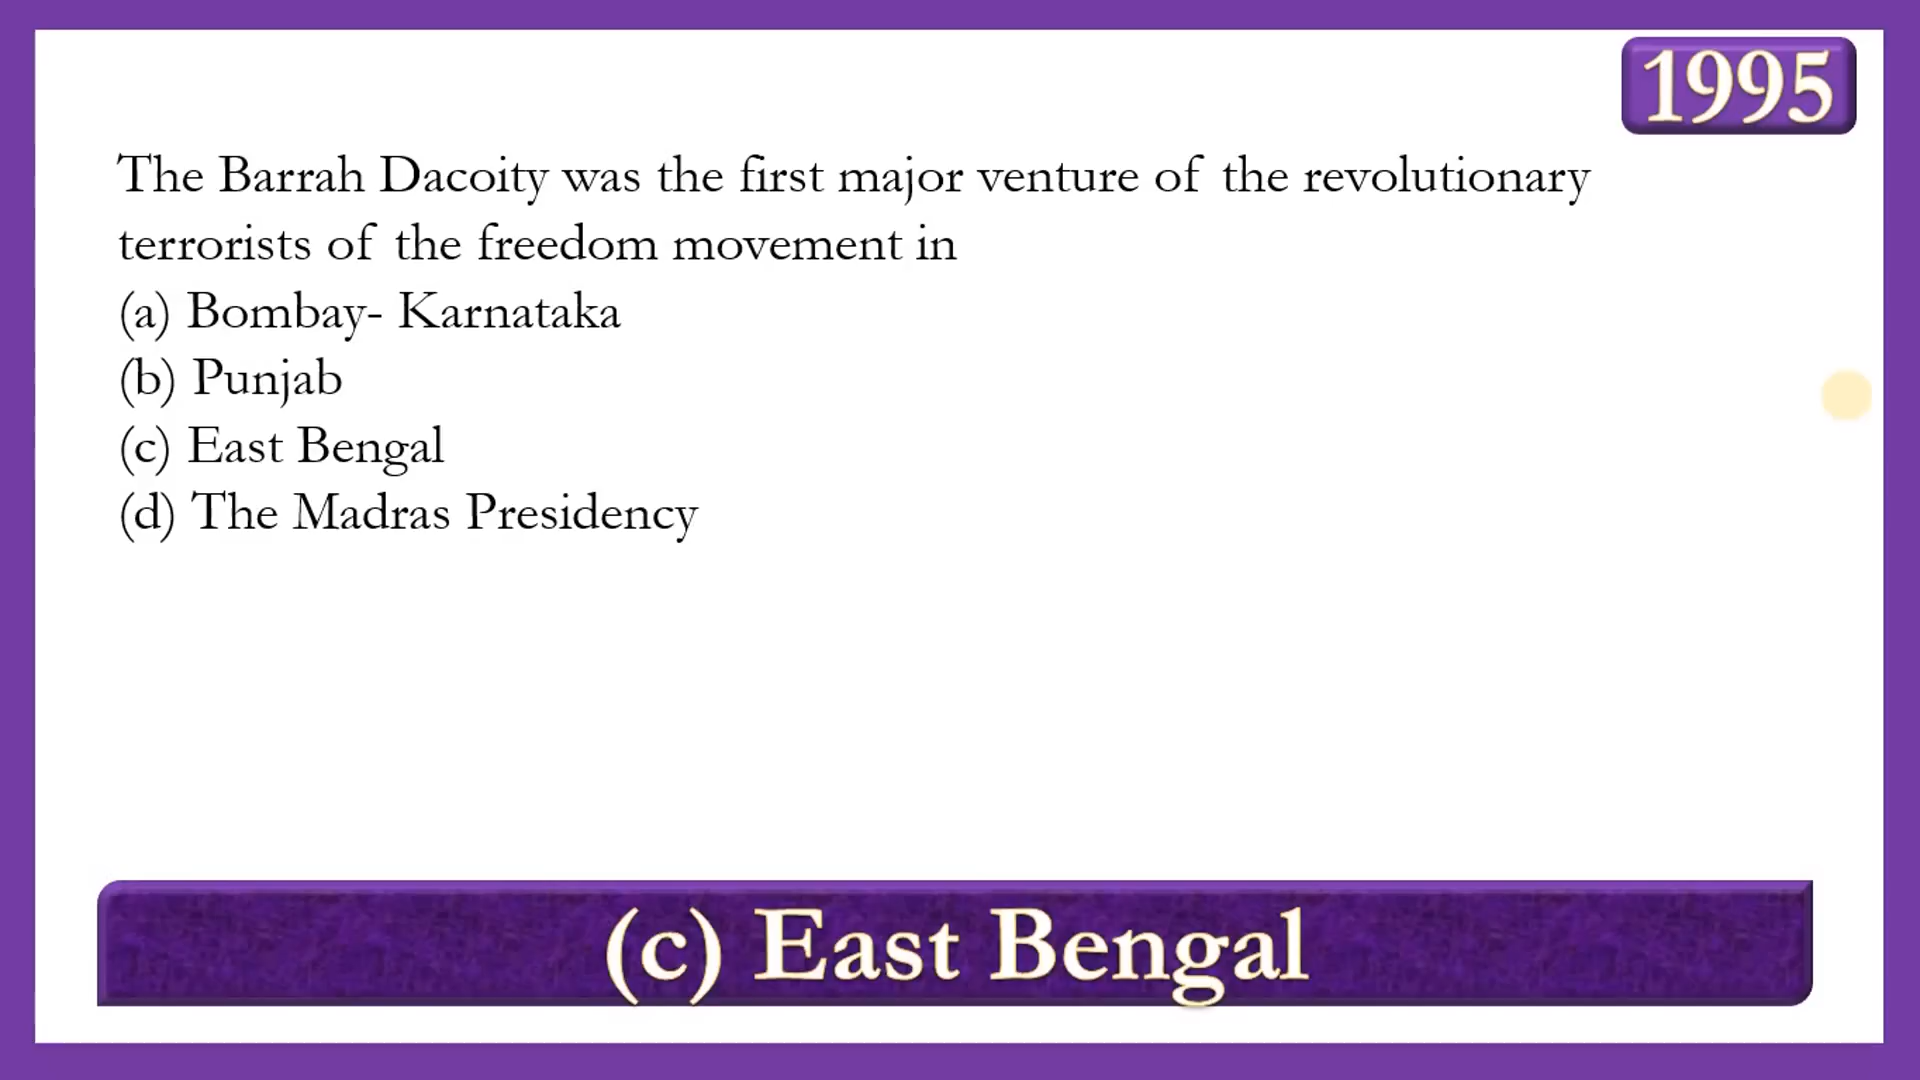 1995
The Barrah Dacoity was the first major venture of the revolutionary
terrorists of the freedom movement in
(a) Bombay- Karnataka
(b) Punjab
(c) East Bengal
(d) The Madras Presidency
(c) East Bengal